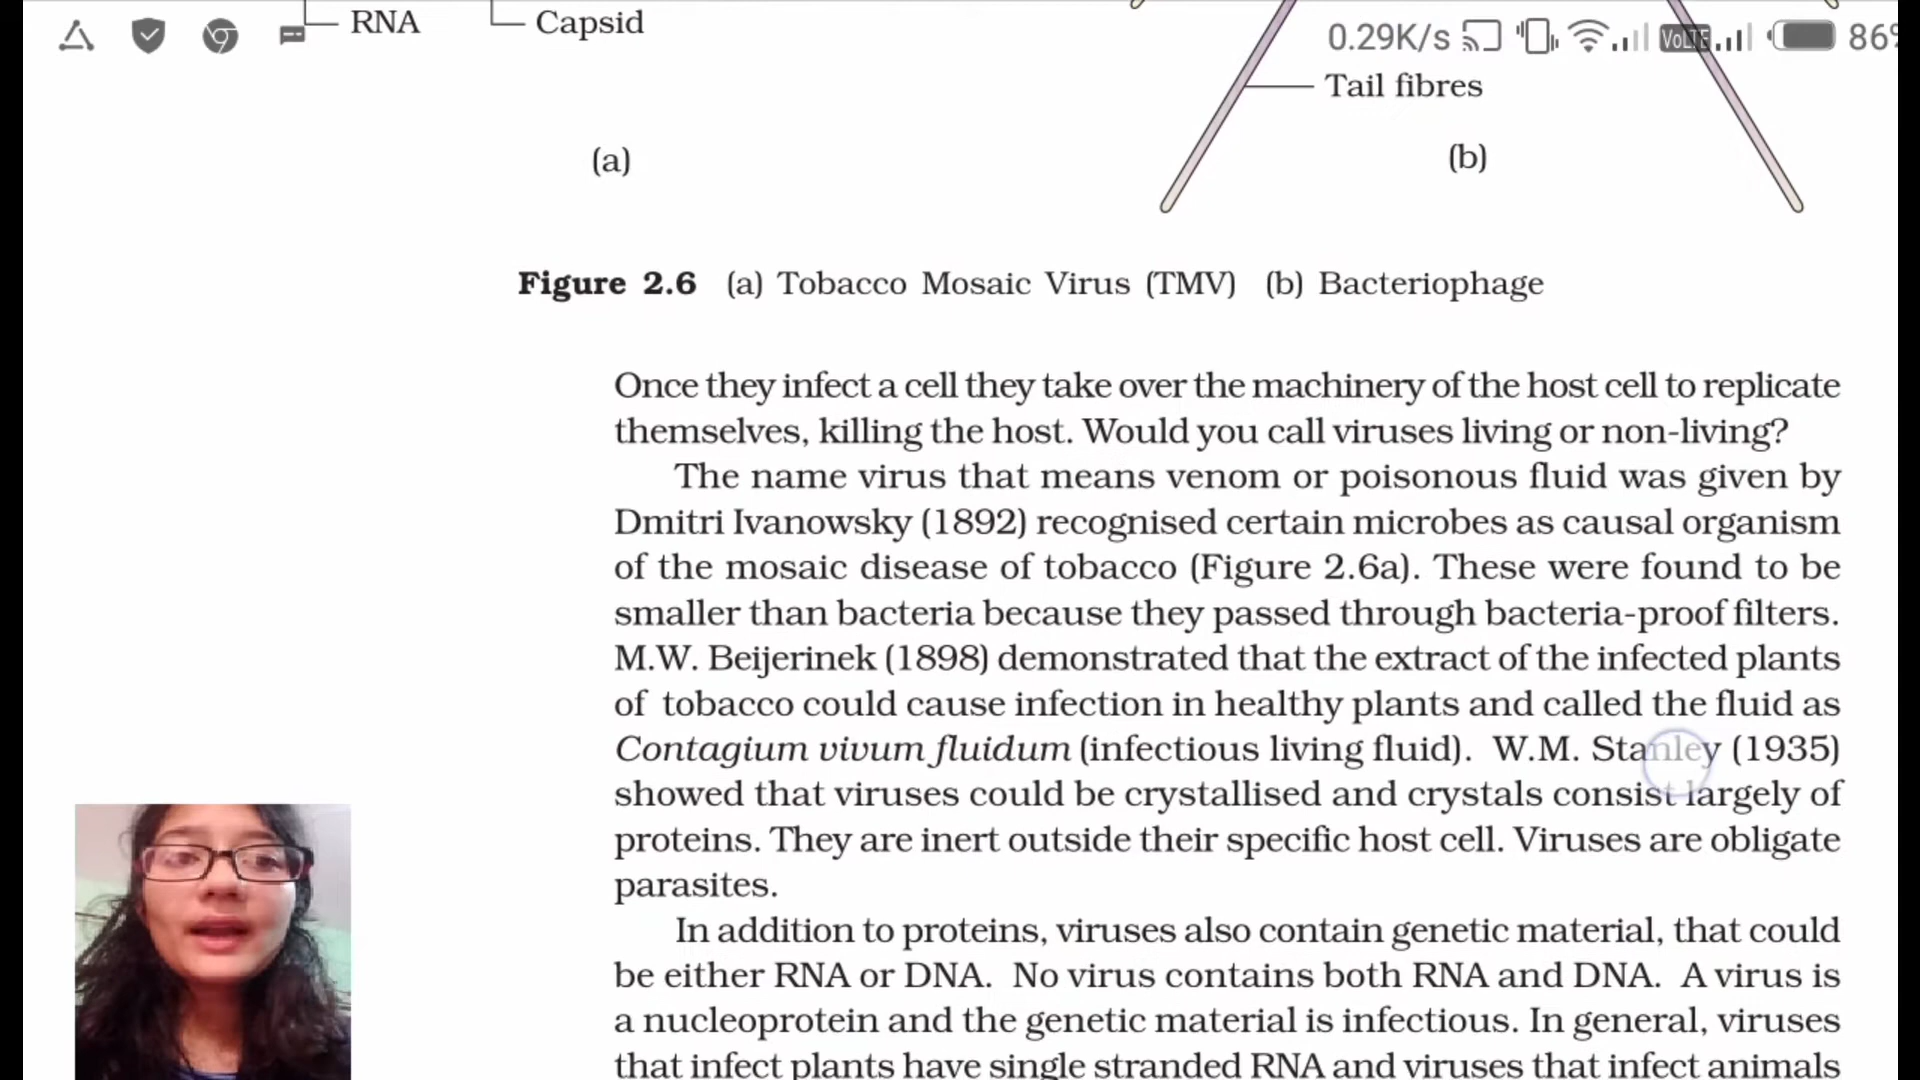 RNA
Capsid
0.29K/s
VoLTE
Tail fibres
(a)
(b)
Figure 2.6 (a) Tobacco Mosaic Virus (TMV) (b) Bacteriophage
Once they infect a cell they take over the machinery of the host cell to replicate
themselves, killing the host. Would you call viruses living or non-living?
The name virus that means venom or poisonous fluid was given by
Dmitri Ivanowsky (1892) recognised certain microbes as causal organism
of the mosaic disease of tobacco (Figure 2.6a). These were found to be
smaller than bacteria because they passed through bacteria-proof filters.
M.W. Beijerinek (1898) demonstrated that the extract of the infected plants
of tobacco could cause infection in healthy plants and called the fluid as
Contagium vivum fluidum (infectious living fluid). W.M. Stanley (1935)
showed that viruses could be crystallised and crystals consist largely of
proteins. They are inert outside their specific host cell. Viruses are obligate
parasites.
In addition to proteins, viruses also contain genetic material, that could
be either RNA or DNA. No virus contains both RNA and DNA. A virus is
a nucleoprotein and the genetic material is infectious. In general, viruses
that infect plants have single stranded RNA and viruses that infect animals